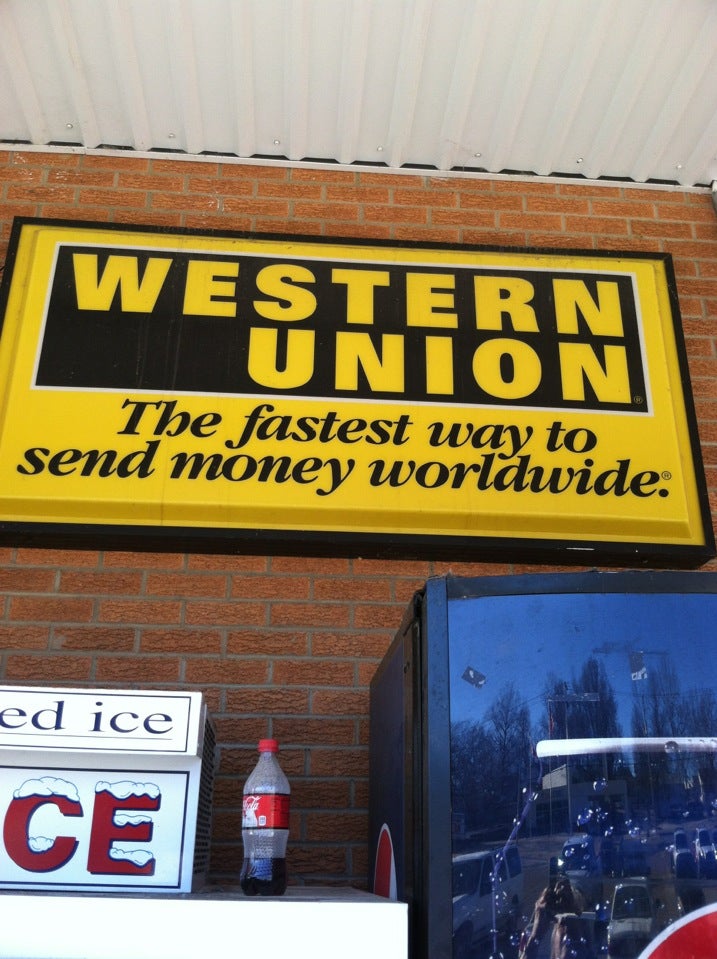 WESTERN
UNION®
The fastest way to
send money worldwide.®
ed ice
CE